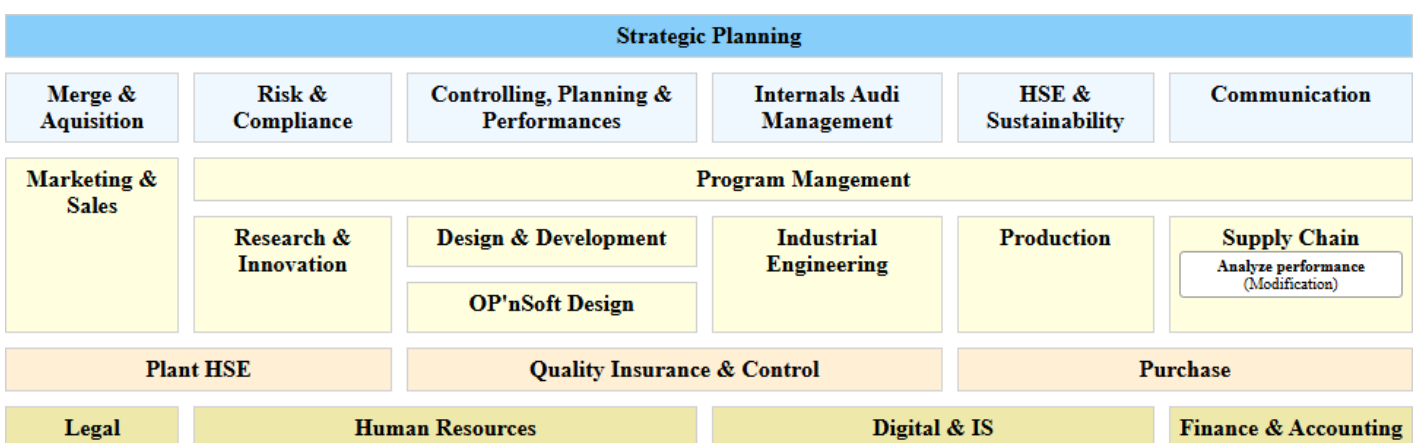 Strategic Planning
Merge &
Aquisition
Risk &
Compliance
Controlling, Planning &
Performances
Internals Audi
Management
HSE &
Sustainability
Communication
Marketing &
Sales
Program Mangement
Research &
Innovation
Design & Development
OP'nSoft Design
Industrial
Engineering
Production
Supply Chain
Analyze performance
(Modification)
Plant HSE
Quality Insurance & Control
Purchase
Legal
Human Resources
Digital & IS
Finance & Accounting